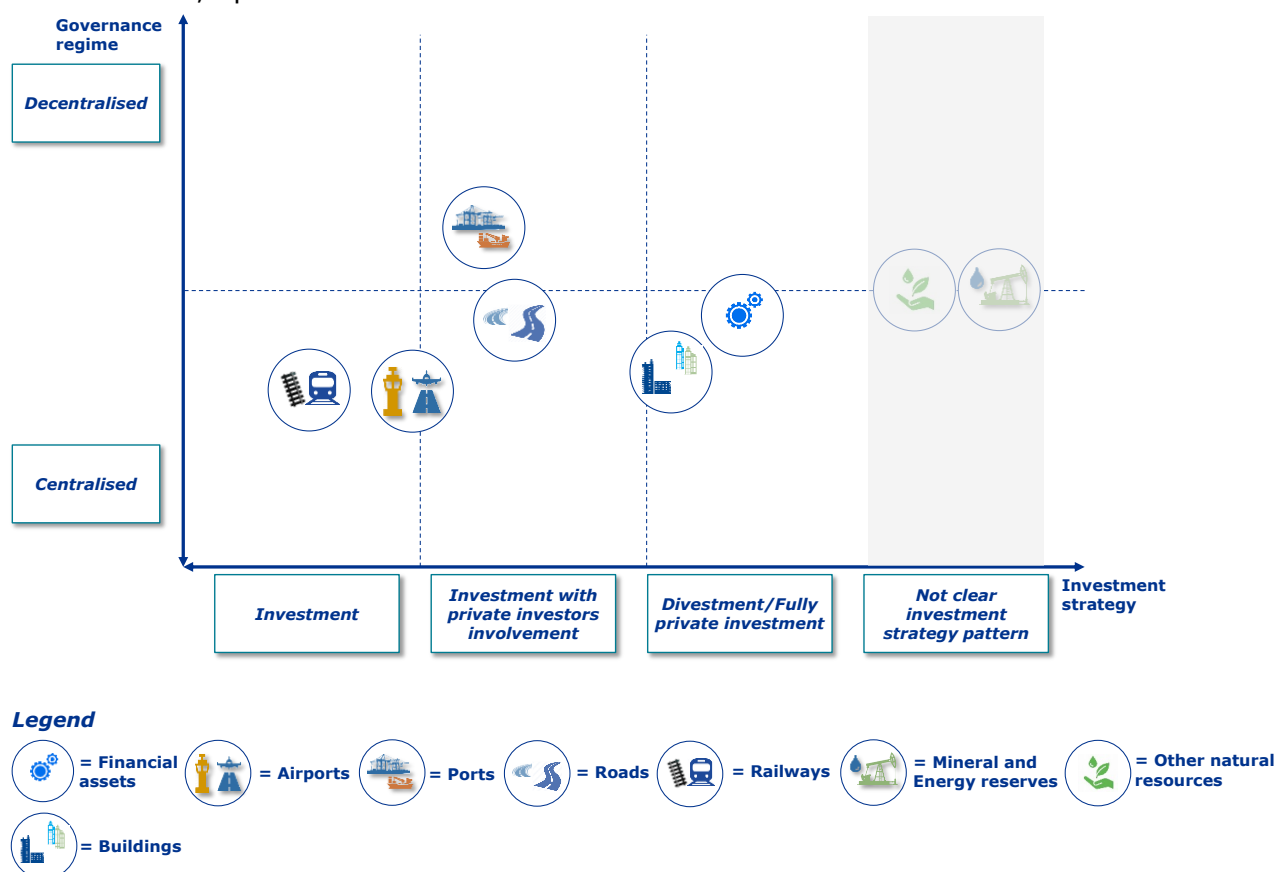 Governance
regime
Decentralised
Centralised
Investment
Investment with
private investors
involvement
Divestment/Fully
private investment
Not clear
investment
strategy pattern
Investment
strategy
Legend
= Financial
assets
= Airports
= Ports
= Roads
= Railways
= Mineral and
Energy reserves
= Other natural
resources
= Buildings